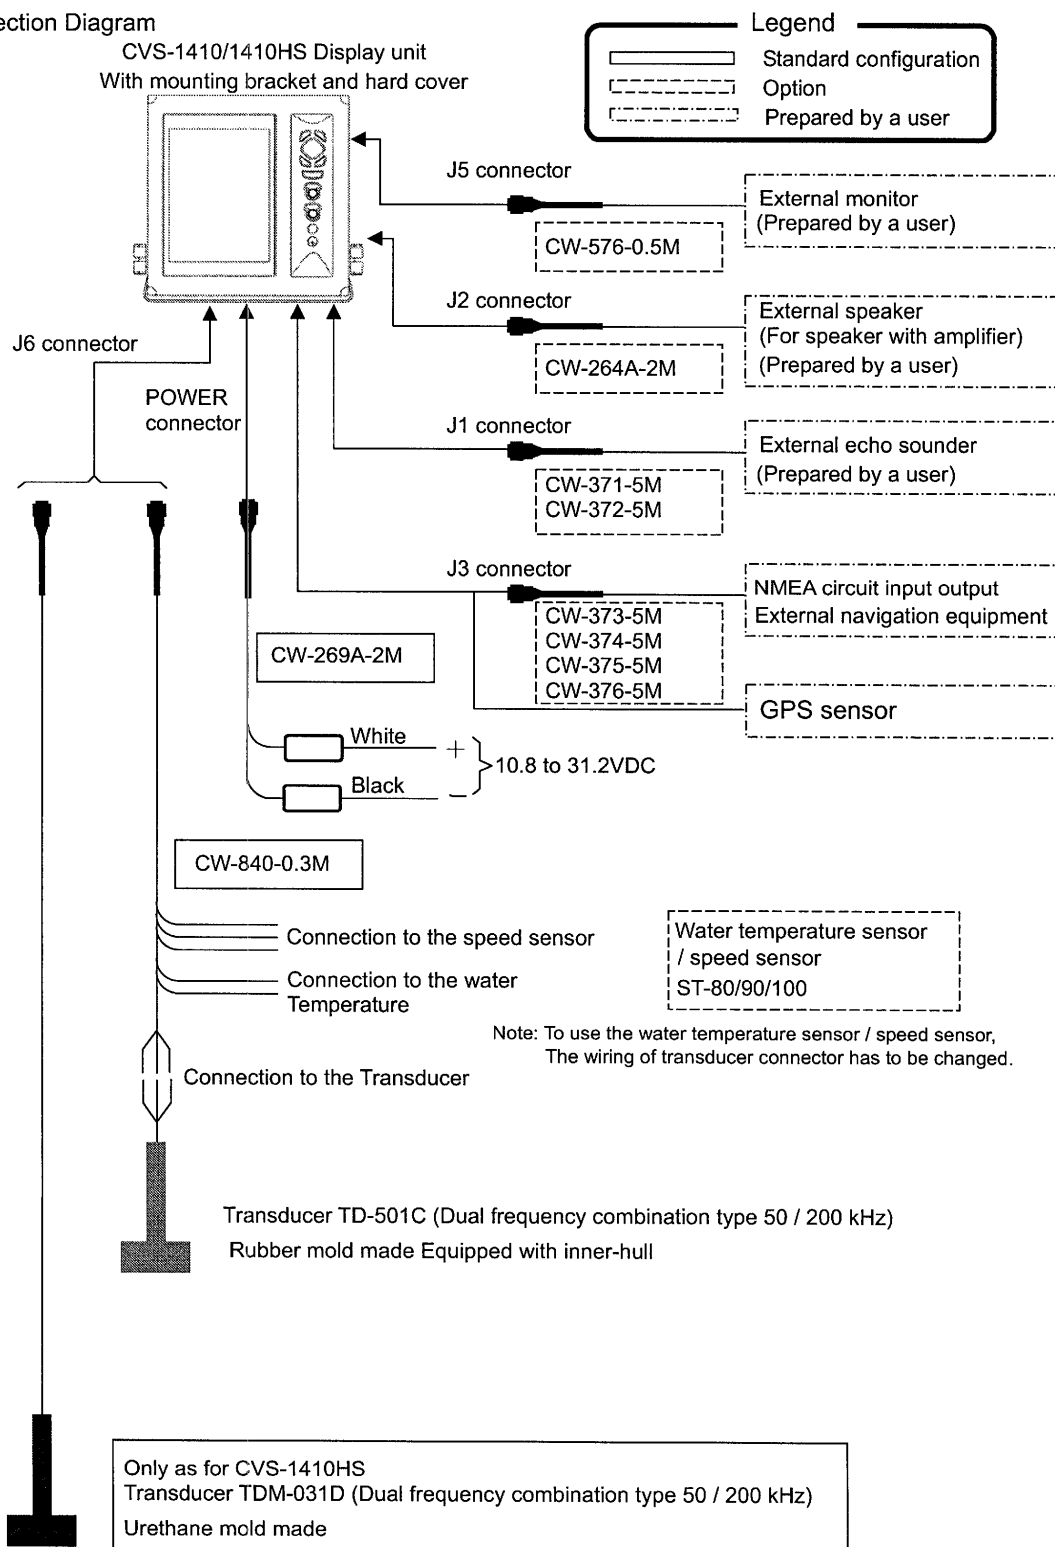 ection Diagram
CVS-1410/1410HS Display unit
With mounting bracket and hard cover
Legend
Standard configuration
Option
Prepared by a user
J5 connector
External monitor
(Prepared by a user)
CW-576-0.5M
J2 connector
External speaker
(For speaker with amplifier)
(Prepared by a user)
CW-264A-2M
J6 connector
POWER
connector
J1 connector
External echo sounder
(Prepared by a user)
CW-371-5M
CW-372-5M
J3 connector
NMEA circuit input output
External navigation equipment
CW-373-5M
CW-374-5M
CW-375-5M
CW-376-5M
GPS sensor
CW-269A-2M
White
+
10.8 to 31.2VDC
Black
−
CW-840-0.3M
Connection to the speed sensor
Connection to the water
Temperature
Water temperature sensor
/ speed sensor
ST-80/90/100
Note: To use the water temperature sensor / speed sensor,
The wiring of transducer connector has to be changed.
Connection to the Transducer
Transducer TD-501C (Dual frequency combination type 50 / 200 kHz)
Rubber mold made Equipped with inner-hull
Only as for CVS-1410HS
Transducer TDM-031D (Dual frequency combination type 50 / 200 kHz)
Urethane mold made